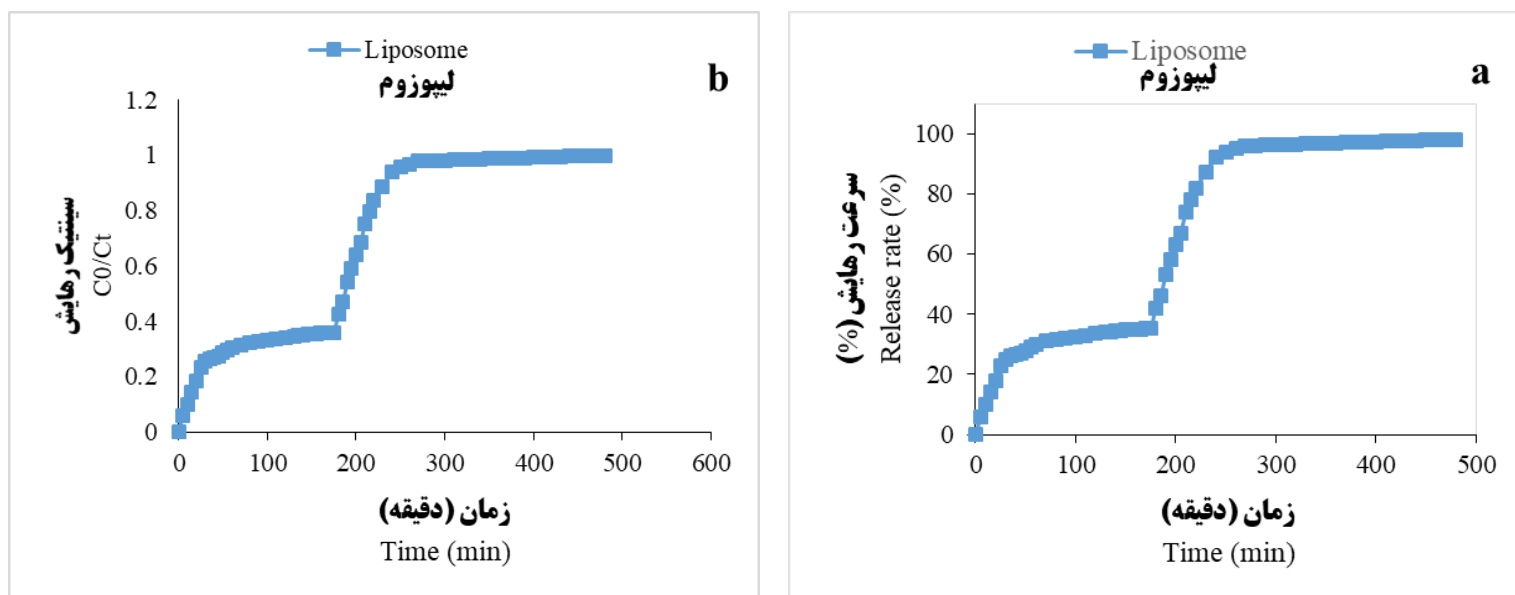 Liposome
لیپوزوم
b
1.2
1
0.8
0.6
0.4
0.2
0
سینتیک رهایش
C0/Ct
0 100 200 300 400 500 600
زمان (دقیقه)
Time (min)
Liposome
لیپوزوم
a
100
80
60
40
20
0
سرعت رهایش (%)
Release rate (%)
0 100 200 300 400 500
زمان (دقیقه)
Time (min)